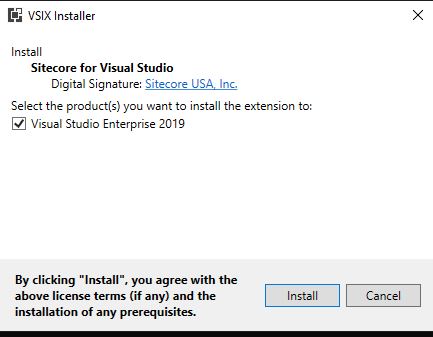 VSIX Installer
Install
Sitecore for Visual Studio
Digital Signature: Sitecore USA, Inc.
Select the product(s) you want to install the extension to:
Visual Studio Enterprise 2019
By clicking "Install", you agree with the
above license terms (if any) and the
installation of any prerequisites.
Install Cancel